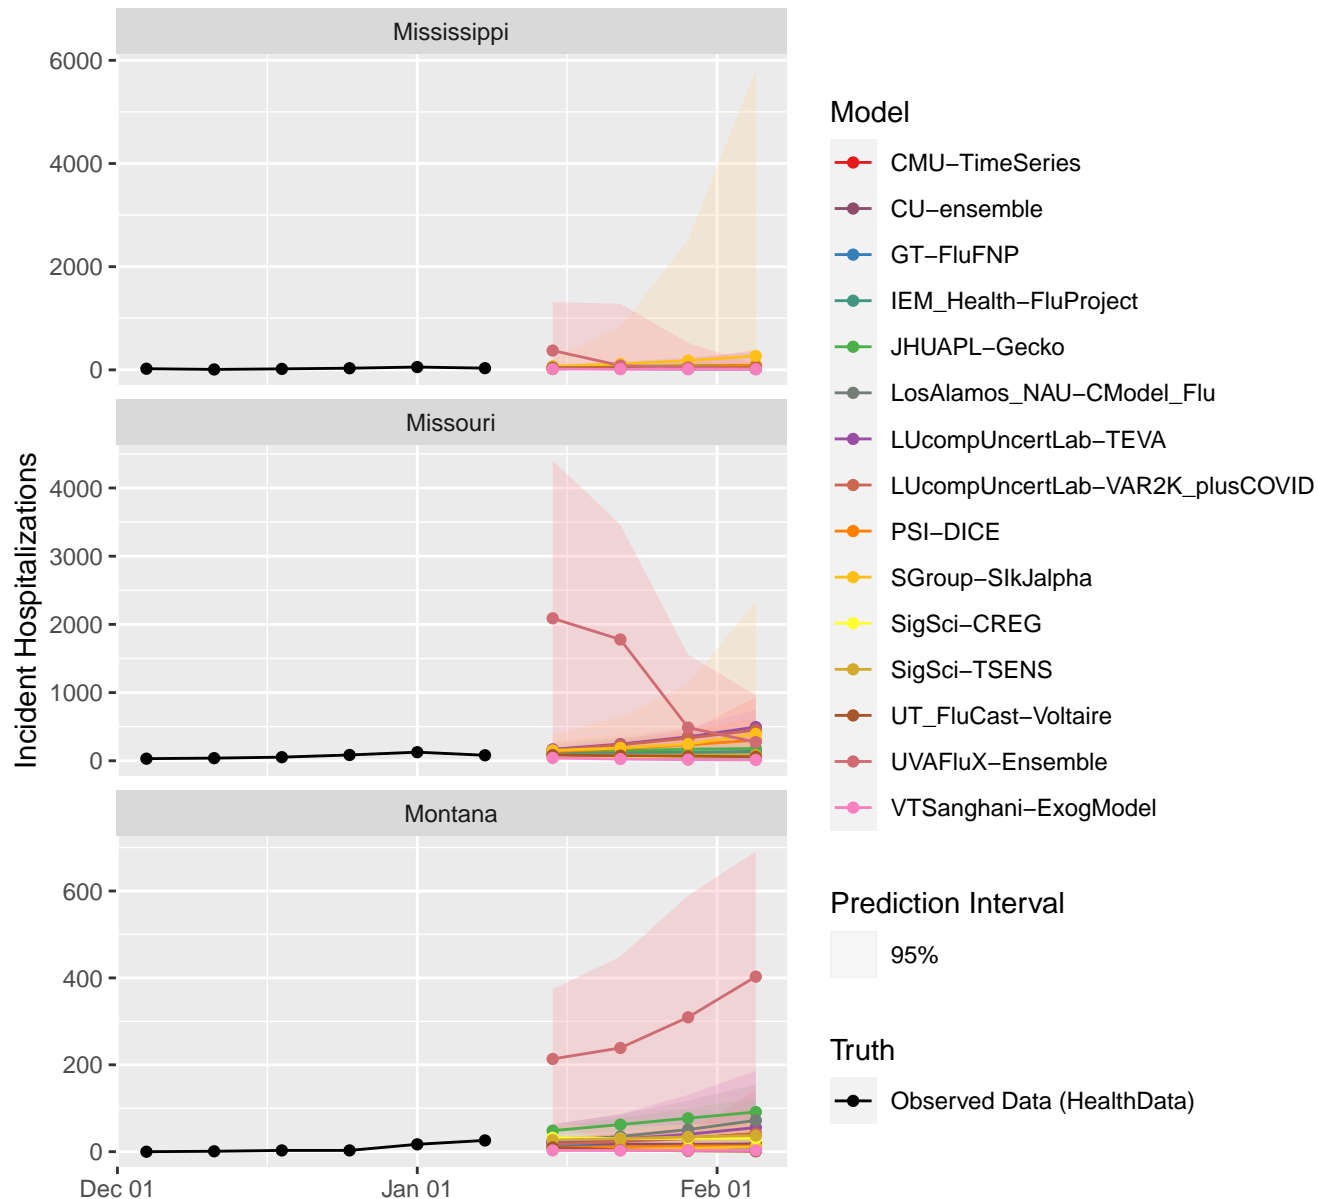 Mississippi
6000
4000
2000
0
Missouri
4000
3000
2000
1000
0
Montana
600
400
200
0
Dec 01
Jan 01
Feb 01
Incident Hospitalizations
Model
CMU−TimeSeries
CU−ensemble
GT−FluFNP
IEM_Health−FluProject
JHUAPL−Gecko
LosAlamos_NAU−CModel_Flu
LUcompUncertLab−TEVA
LUcompUncertLab−VAR2K_plusCOVID
PSI−DICE
SGroup−SIkJalpha
SigSci−CREG
SigSci−TSENS
UT_FluCast−Voltaire
UVAFluX−Ensemble
VTSanghani−ExogModel
Prediction Interval
95%
Truth
Observed Data (HealthData)